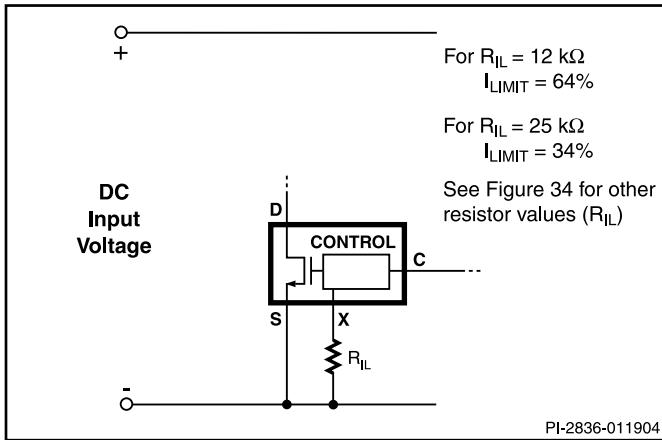 +
For R_IL = 12 kΩ
I_LIMIT = 64%
For R_IL = 25 kΩ
I_LIMIT = 34%
See Figure 34 for other
resistor values (R_IL)
DC
Input
Voltage
D
CONTROL
C
S
X
R_IL
-
PI-2836-011904